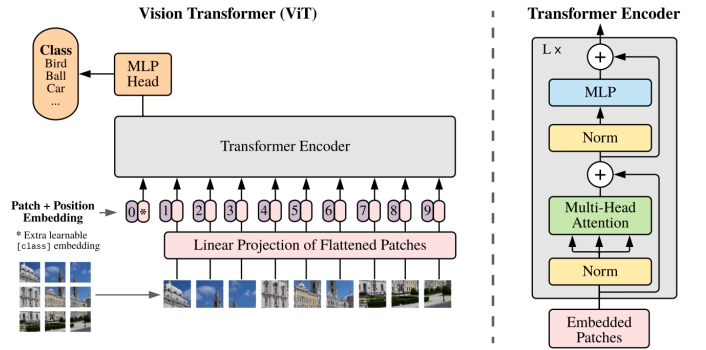 Vision Transformer (ViT)
Class
Bird
Ball
Car
...
MLP
Head
Transformer Encoder
Patch + Position
Embedding
0 * 1 2 3 4 5 6 7 8 9
* Extra learnable
[class] embedding
Linear Projection of Flattened Patches
Transformer Encoder
L x
+
MLP
Norm
+
Multi-Head
Attention
Norm
Embedded
Patches